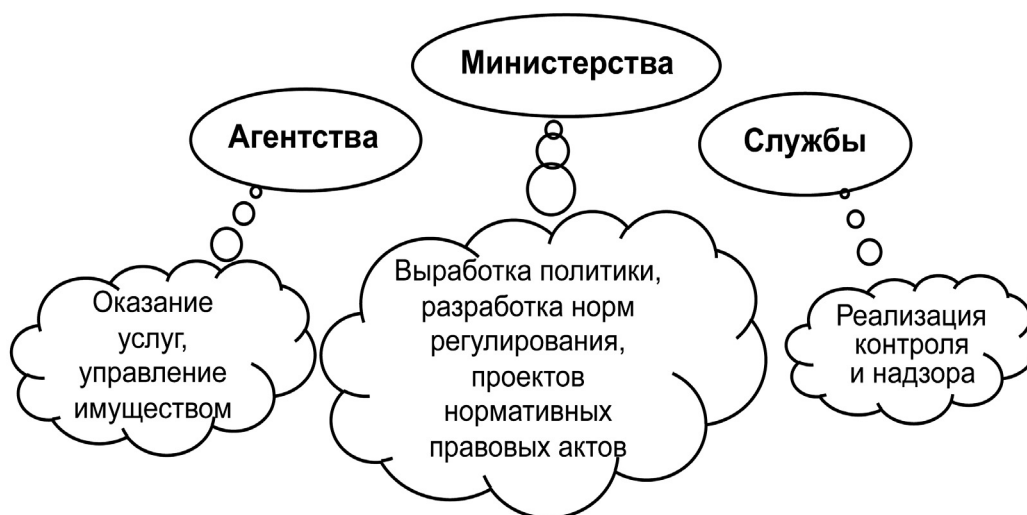 Министерства
Агентства
Службы
Оказание
услуг,
управление
имуществом
Выработка политики,
разработка норм
регулирования,
проектов
нормативных
правовых актов
Реализация
контроля
и надзора